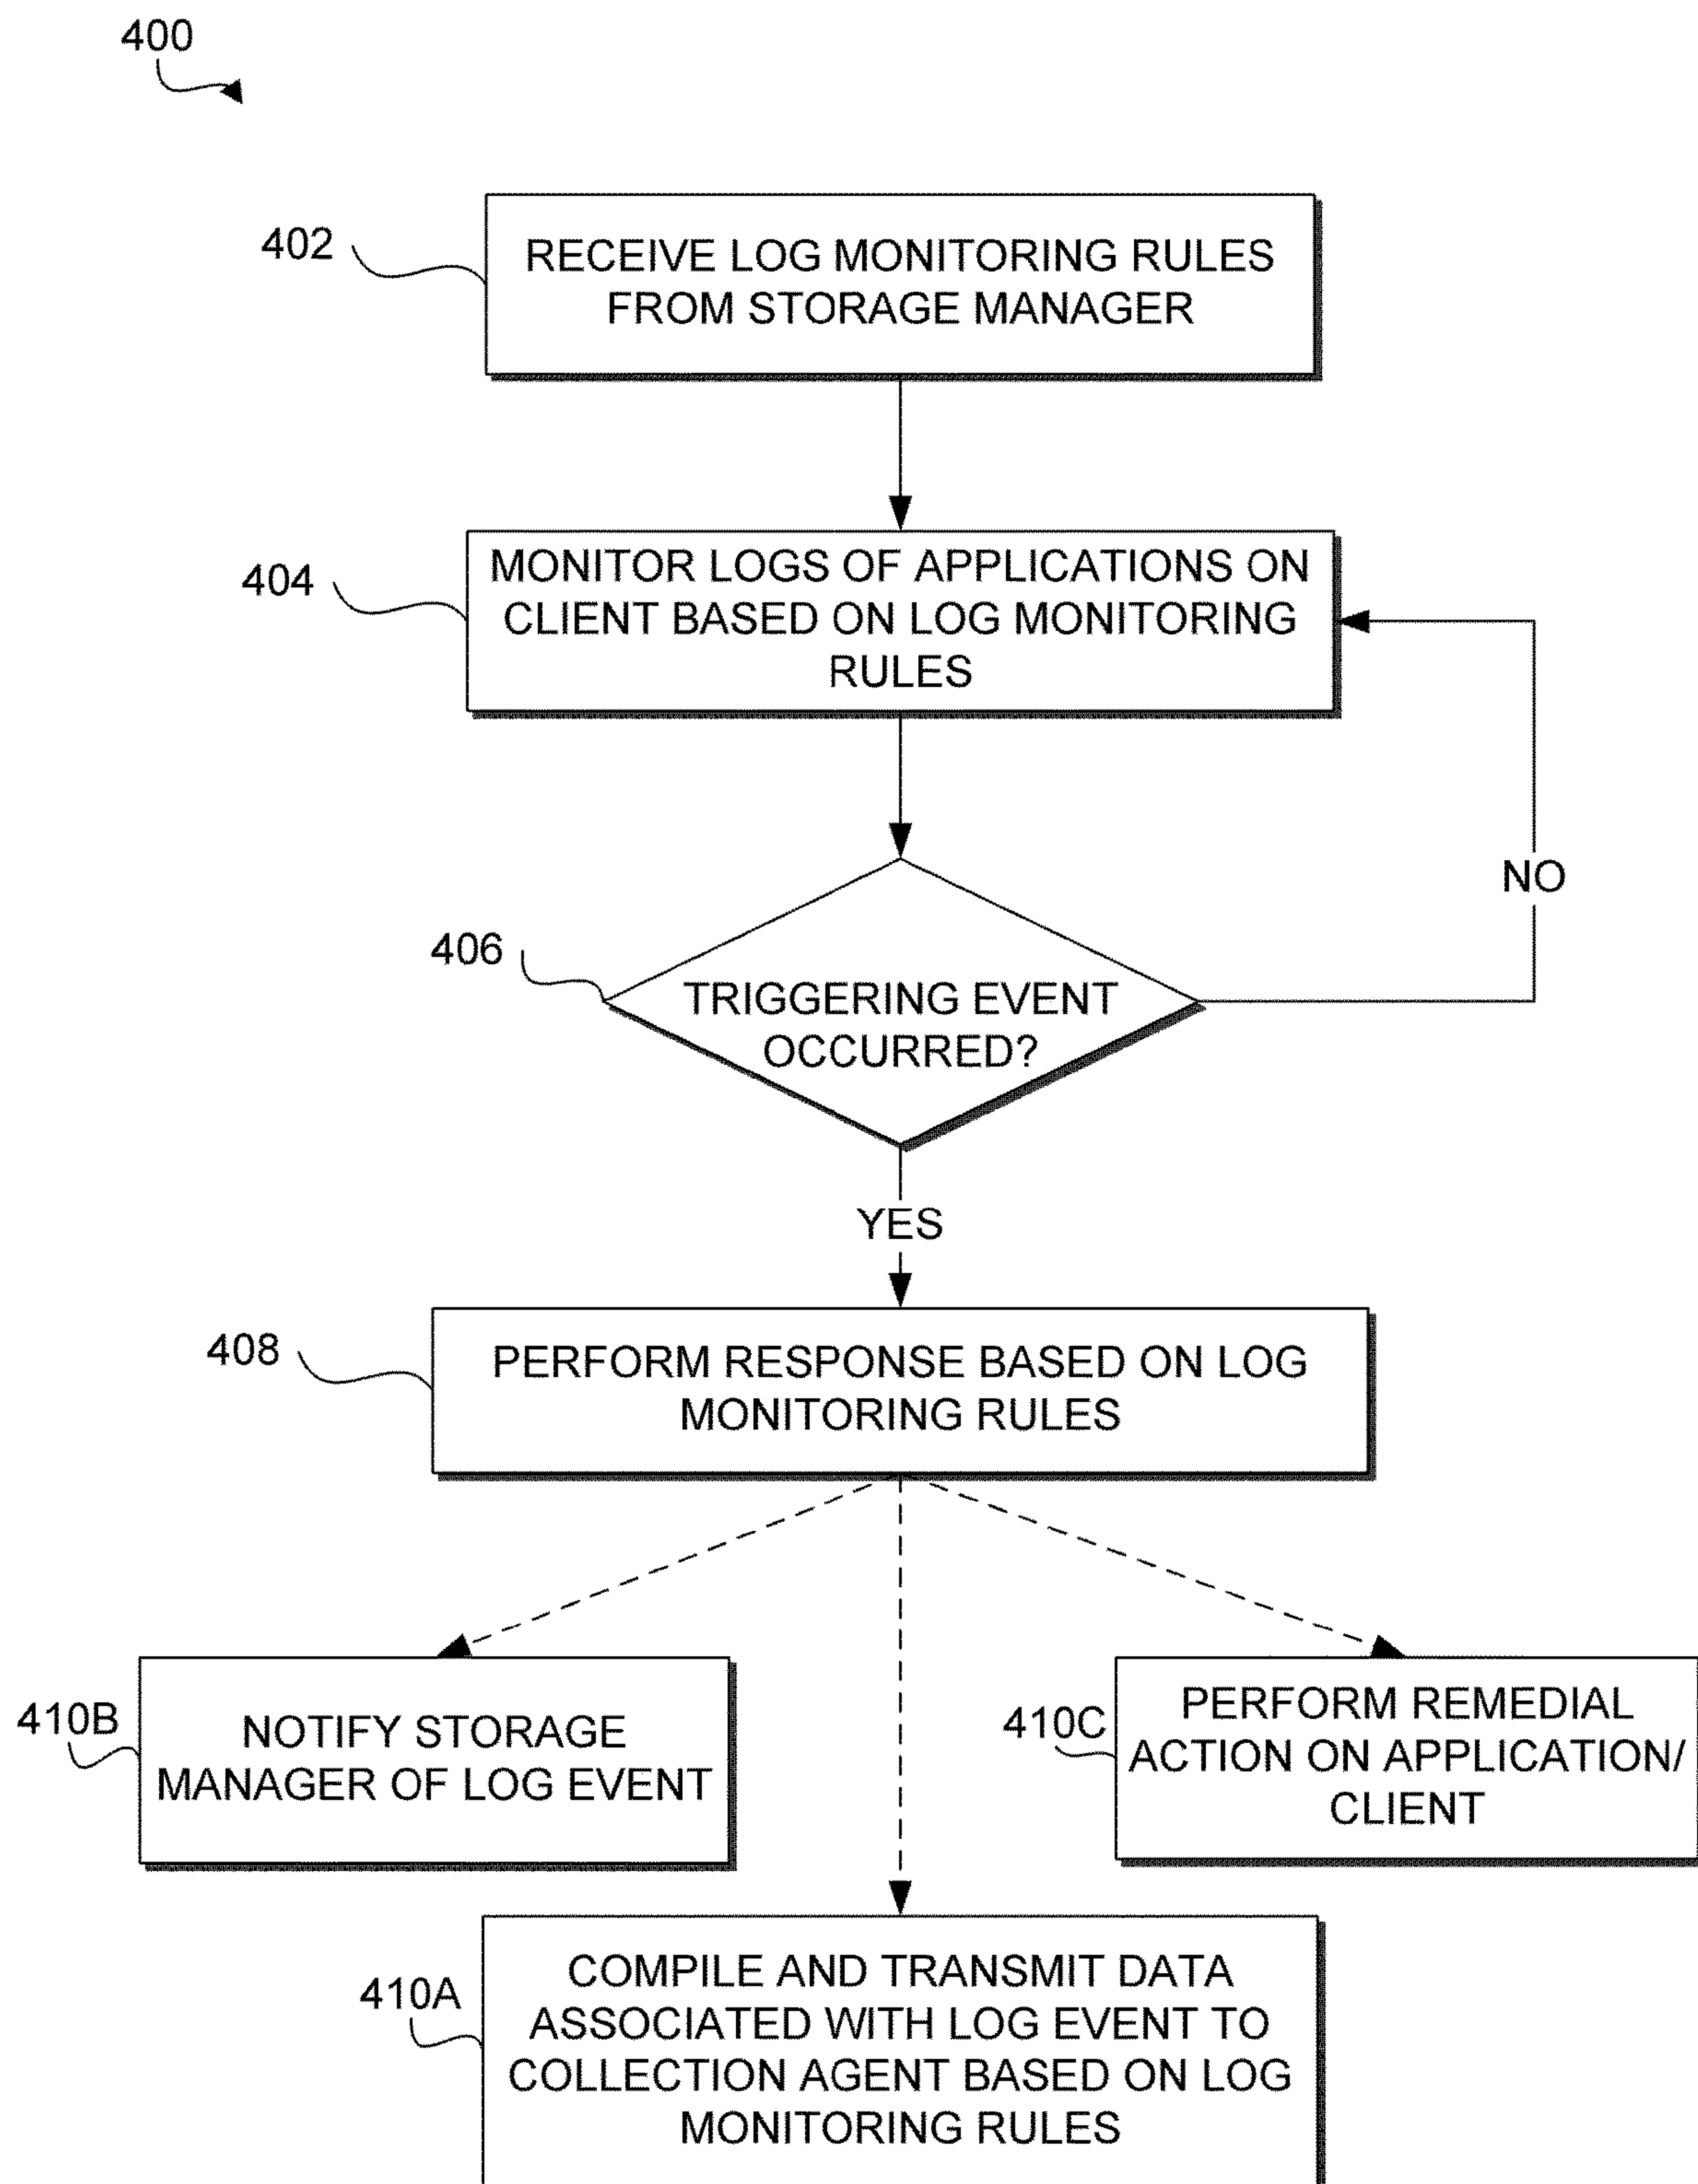 400
402
RECEIVE LOG MONITORING RULES
FROM STORAGE MANAGER
404
MONITOR LOGS OF APPLICATIONS ON
CLIENT BASED ON LOG MONITORING
RULES
NO
406
TRIGGERING EVENT
OCCURRED?
YES
408
PERFORM RESPONSE BASED ON LOG
MONITORING RULES
410B
NOTIFY STORAGE
MANAGER OF LOG EVENT
410C
PERFORM REMEDIAL
ACTION ON APPLICATION/
CLIENT
410A
COMPILE AND TRANSMIT DATA
ASSOCIATED WITH LOG EVENT TO
COLLECTION AGENT BASED ON LOG
MONITORING RULES